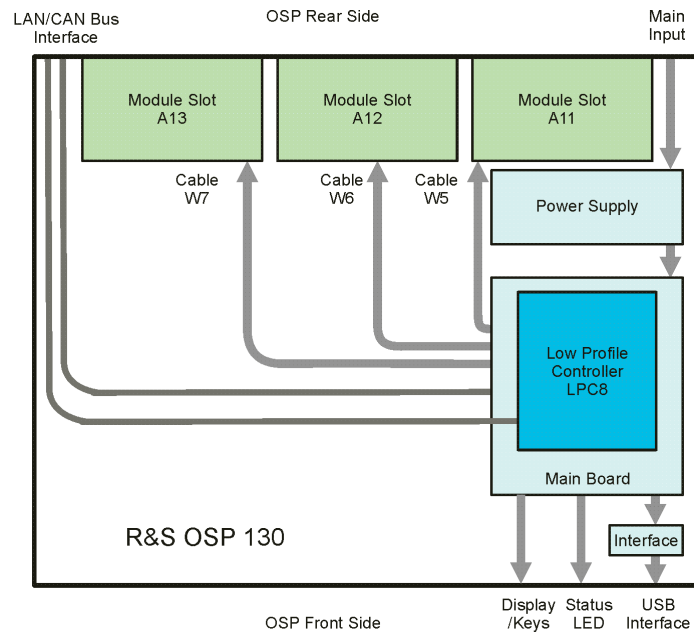 LAN/CAN Bus
Interface
OSP Rear Side
Main
Input
Module Slot
A13
Module Slot
A12
Module Slot
A11
Cable
W7
Cable
W6
Cable
W5
Power Supply
Low Profile
Controller
LPC8
Main Board
R&S OSP 130
Interface
Display
/Keys
Status
LED
USB
Interface
OSP Front Side